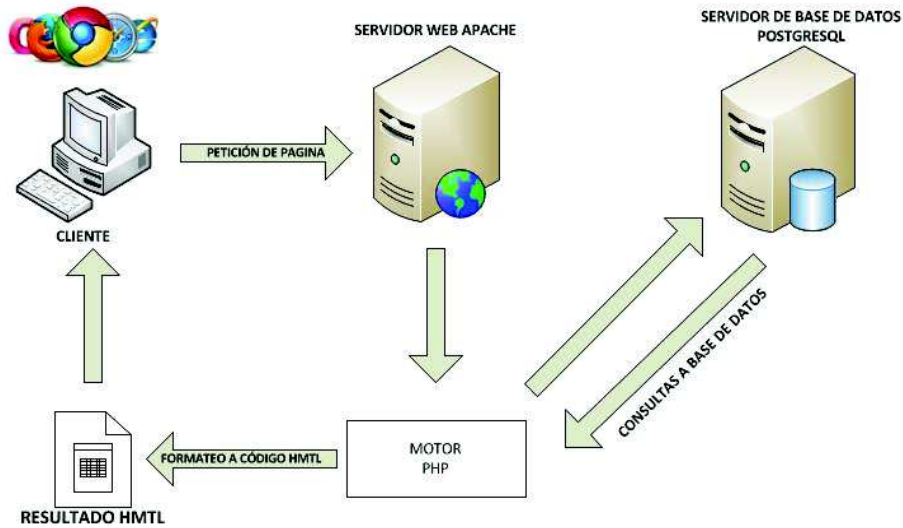 SERVIDOR WEB APACHE
SERVIDOR DE BASE DE DATOS
POSTGRESQL
PETICIÓN DE PAGINA
CLIENTE
CONSULTAS A BASE DE DATOS
MOTOR
PHP
FORMATEO A CÓDIGO HMTL
RESULTADO HMTL